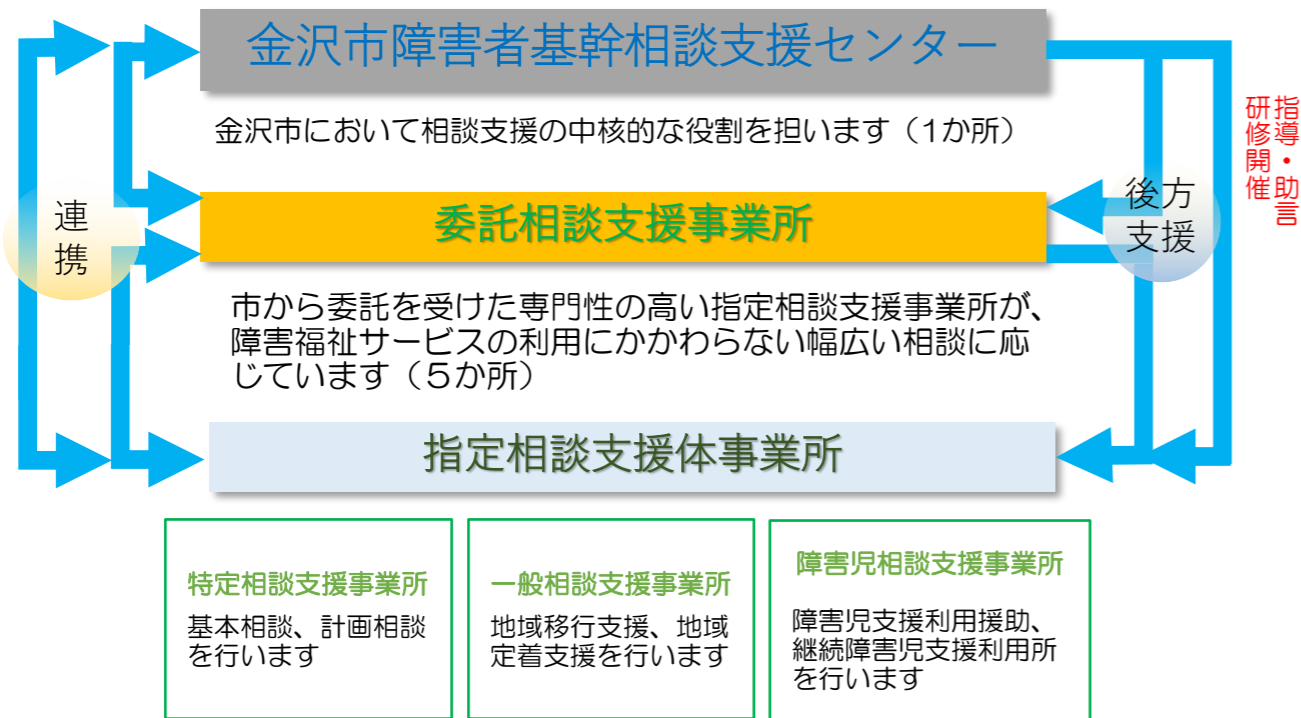 金沢市障害者基幹相談支援センター
金沢市において相談支援の中核的な役割を担います（1か所）
指導・助言
研修開催
連
携
委託相談支援事業所
後方
支援
市から委託を受けた専門性の高い指定相談支援事業所が、
障害福祉サービスの利用にかかわらない幅広い相談に応
じています（５か所）
指定相談支援体事業所
特定相談支援事業所
基本相談、計画相談
を行います
一般相談支援事業所
地域移行支援、地域
定着支援を行います
障害児相談支援事業所
障害児支援利用援助、
継続障害児支援利用所
を行います